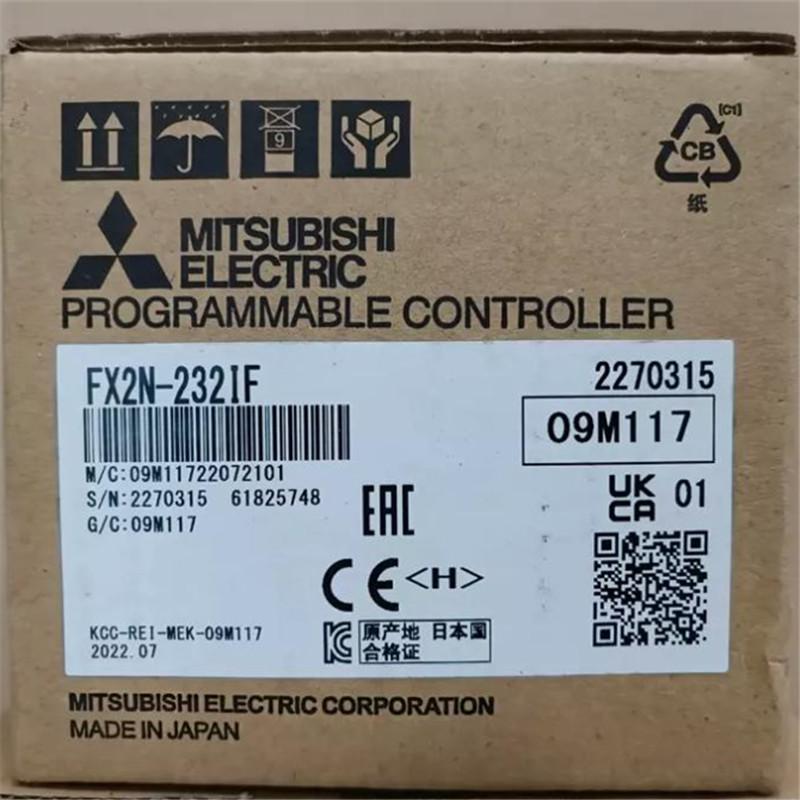 9
[C1]
CB
纸
MITSUBISHI
ELECTRIC
PROGRAMMABLE CONTROLLER
FX2N-232IF
2270315
09M117
M/C:09M11722072101
S/N:2270315 61825748
G/C:09M117
EAC
UK
CA 01
CE <H>
KCC-REI-MEK-09M117
2022.07
KC
原产地 日本国
合格证
MITSUBISHI ELECTRIC CORPORATION
MADE IN JAPAN